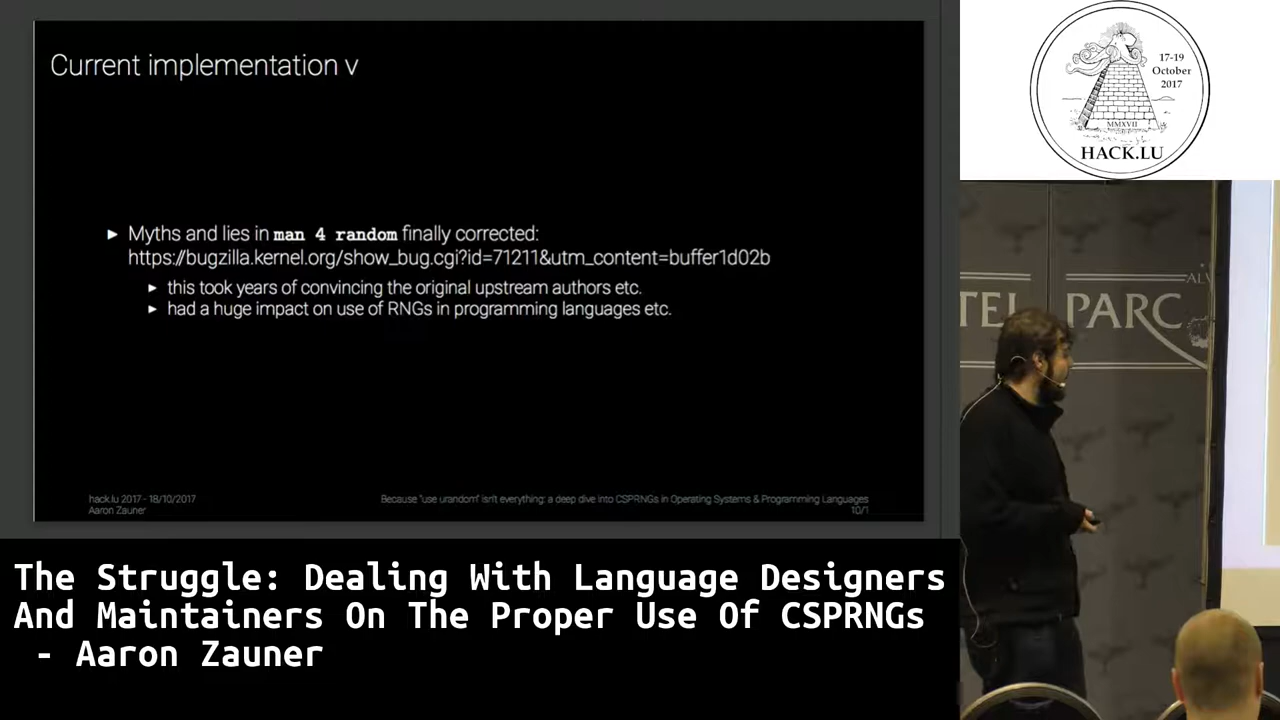 Current implementation v
► Myths and lies in man 4 random finally corrected:
https://bugzilla.kernel.org/show_bug.cgi?id=71211&utm_content=buffer1d02b
► this took years of convincing the original upstream authors etc.
► had a huge impact on use of RNGs in programming languages etc.
hack.lu 2017 - 18/10/2017
Aaron Zauner
Because "use urandom" isn't everything: a deep dive into CSPRNGs in Operating Systems & Programming Languages
10/1
17-19
October
2017
MMXVII
HACK.LU
TEL PARC
ALV
The Struggle: Dealing With Language Designers
And Maintainers On The Proper Use Of CSPRNGs
- Aaron Zauner